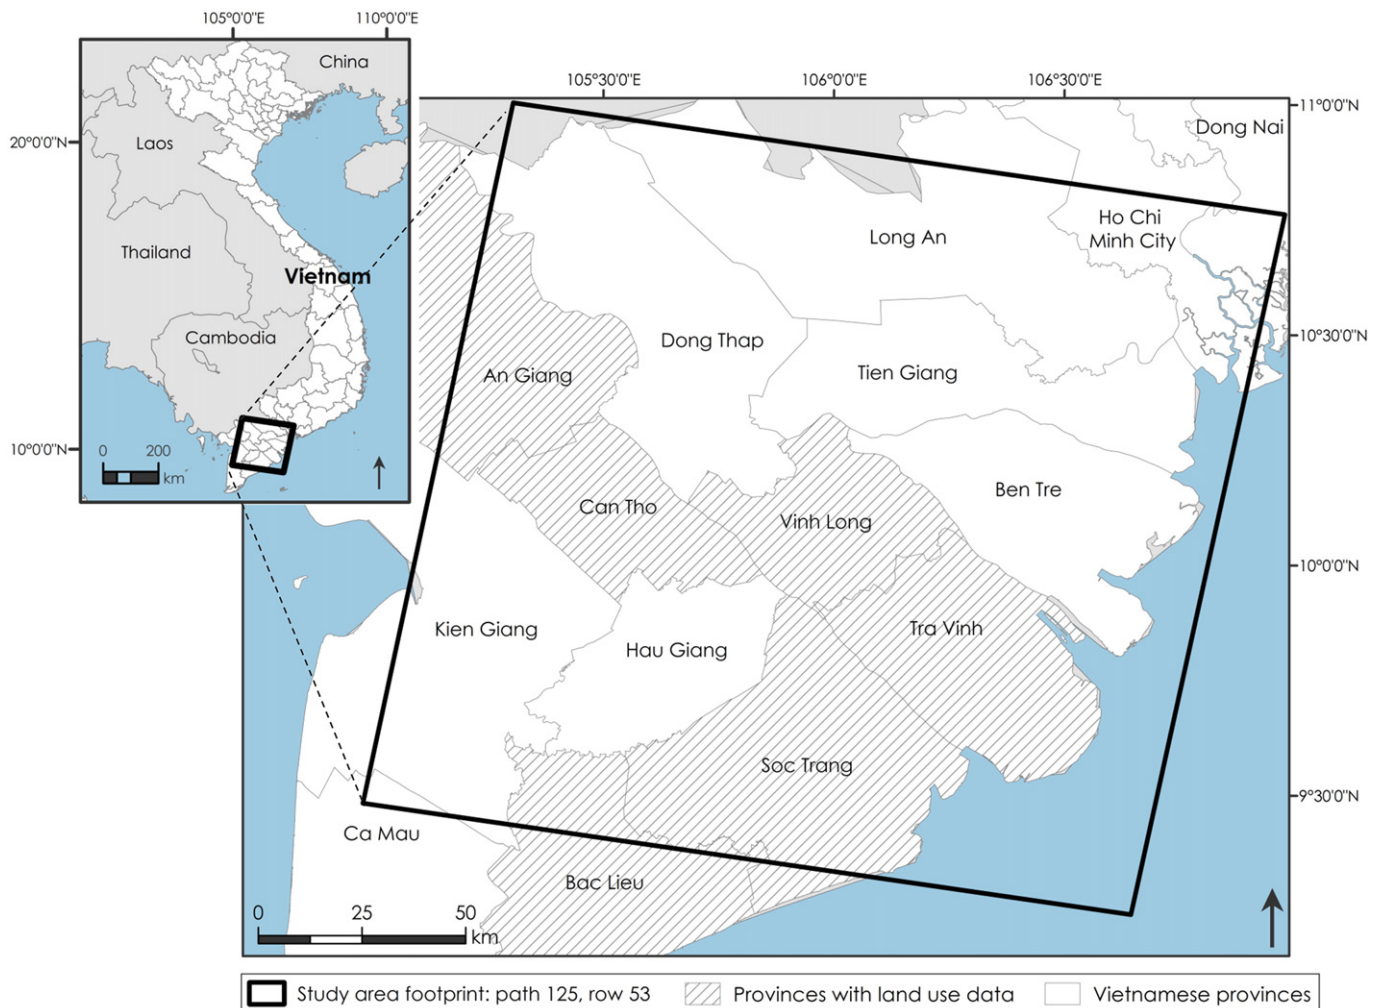 105°0'0"E 110°0'0"E
China
20°0'0"N
Laos
Thailand
Vietnam
Cambodia
10°0'0"N
0 200
km
105°30'0"E 106°0'0"E 106°30'0"E
11°0'0"N
Dong Nai
Ho Chi
Minh City
Long An
10°30'0"N
Dong Thap
An Giang
Tien Giang
Ben Tre
Can Tho
Vinh Long
10°0'0"N
Kien Giang
Tra Vinh
Hau Giang
Soc Trang
9°30'0"N
Ca Mau
Bac Lieu
0 25 50
km
Study area footprint: path 125, row 53
Provinces with land use data
Vietnamese provinces